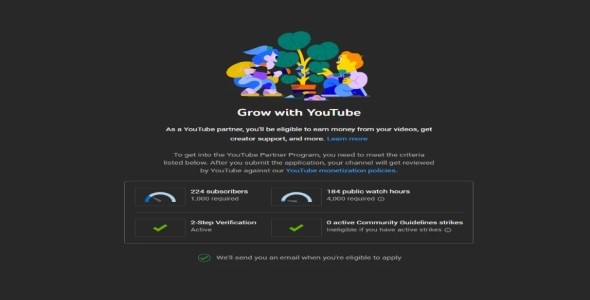 Grow with YouTube
As a YouTube partner, you'll be eligible to earn money from your videos, get
creator support, and more. Learn more
To get into the YouTube Partner Program, you need to meet the criteria
listed below. After you submit the application, your channel will get reviewed
by YouTube against our YouTube monetization policies.
224 subscribers
1,000 required
184 public watch hours
4,000 required
2-Step Verification
Active
0 active Community Guidelines strikes
Ineligible if you have active strikes
We'll send you an email when you're eligible to apply